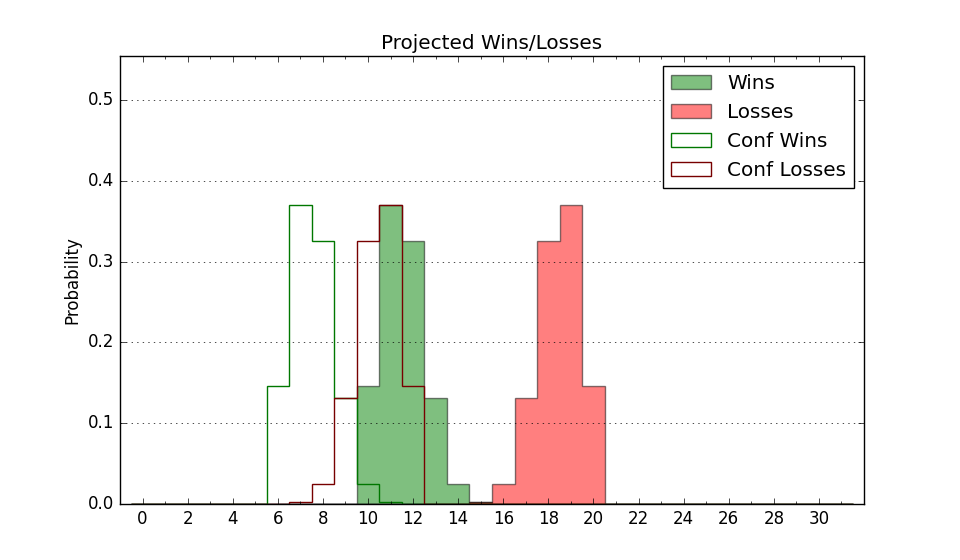 Projected Wins/Losses
Wins
Losses
Conf Wins
Conf Losses
Probability
0.5
0.4
0.3
0.2
0.1
0.0
0 2 4 6 8 10 12 14 16 18 20 22 24 26 28 30